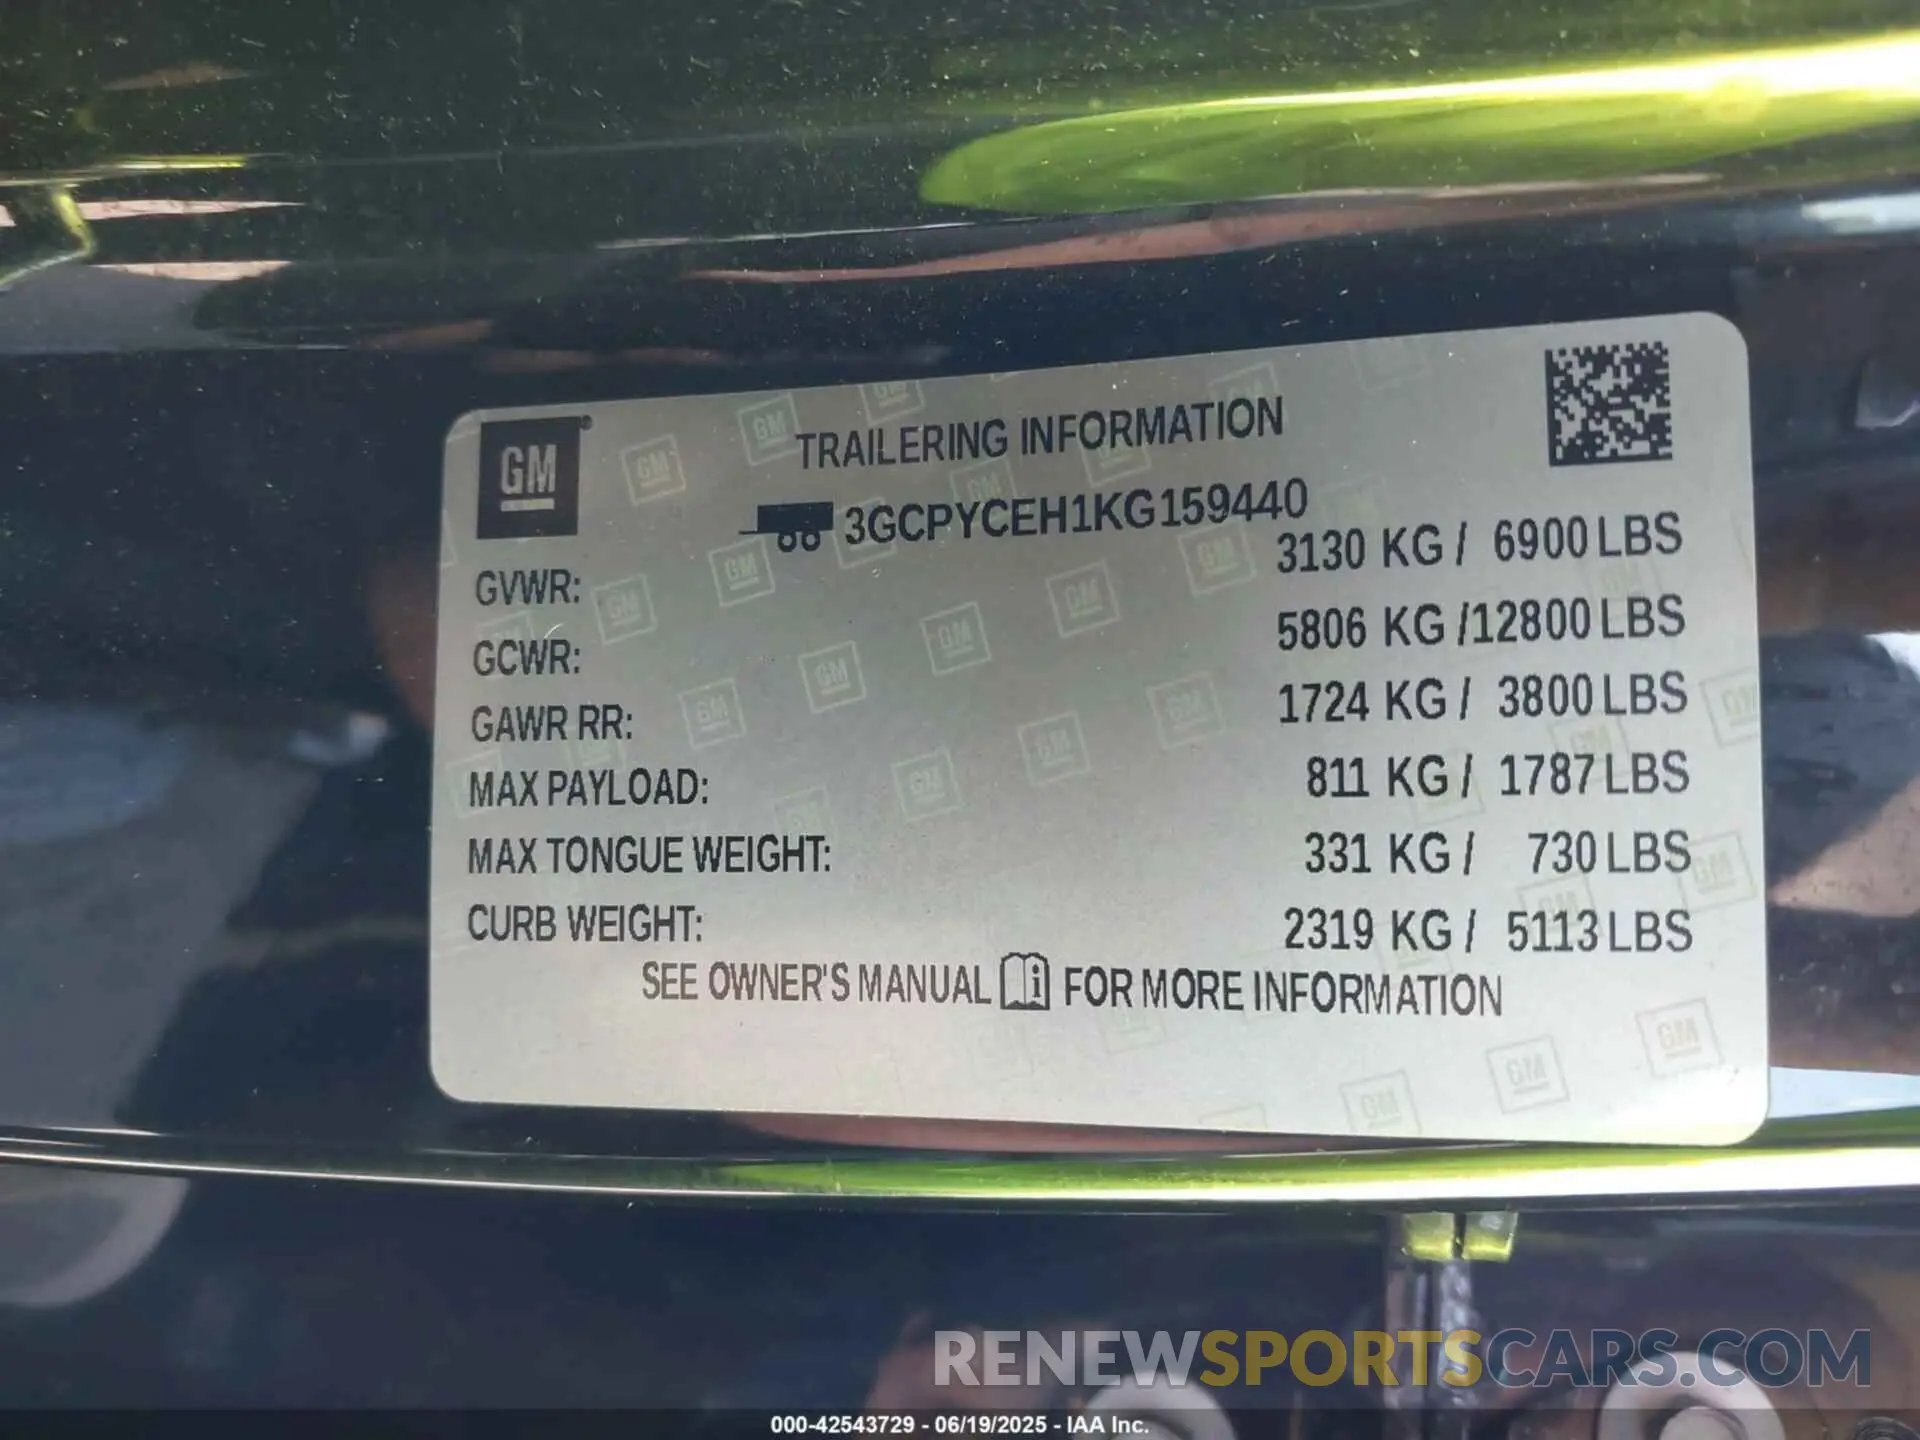 GM
TRAILERING INFORMATION
3GCPYCEH1KG159440
GVWR: 3130 KG / 6900 LBS
GCWR: 5806 KG /12800 LBS
GAWR RR: 1724 KG / 3800 LBS
MAX PAYLOAD: 811 KG / 1787 LBS
MAX TONGUE WEIGHT: 331 KG / 730 LBS
CURB WEIGHT: 2319 KG / 5113 LBS
SEE OWNER'S MANUAL FOR MORE INFORMATION
RENEWSPORTSCARS.COM
000-42543729 - 06/19/2025 - IAA Inc.